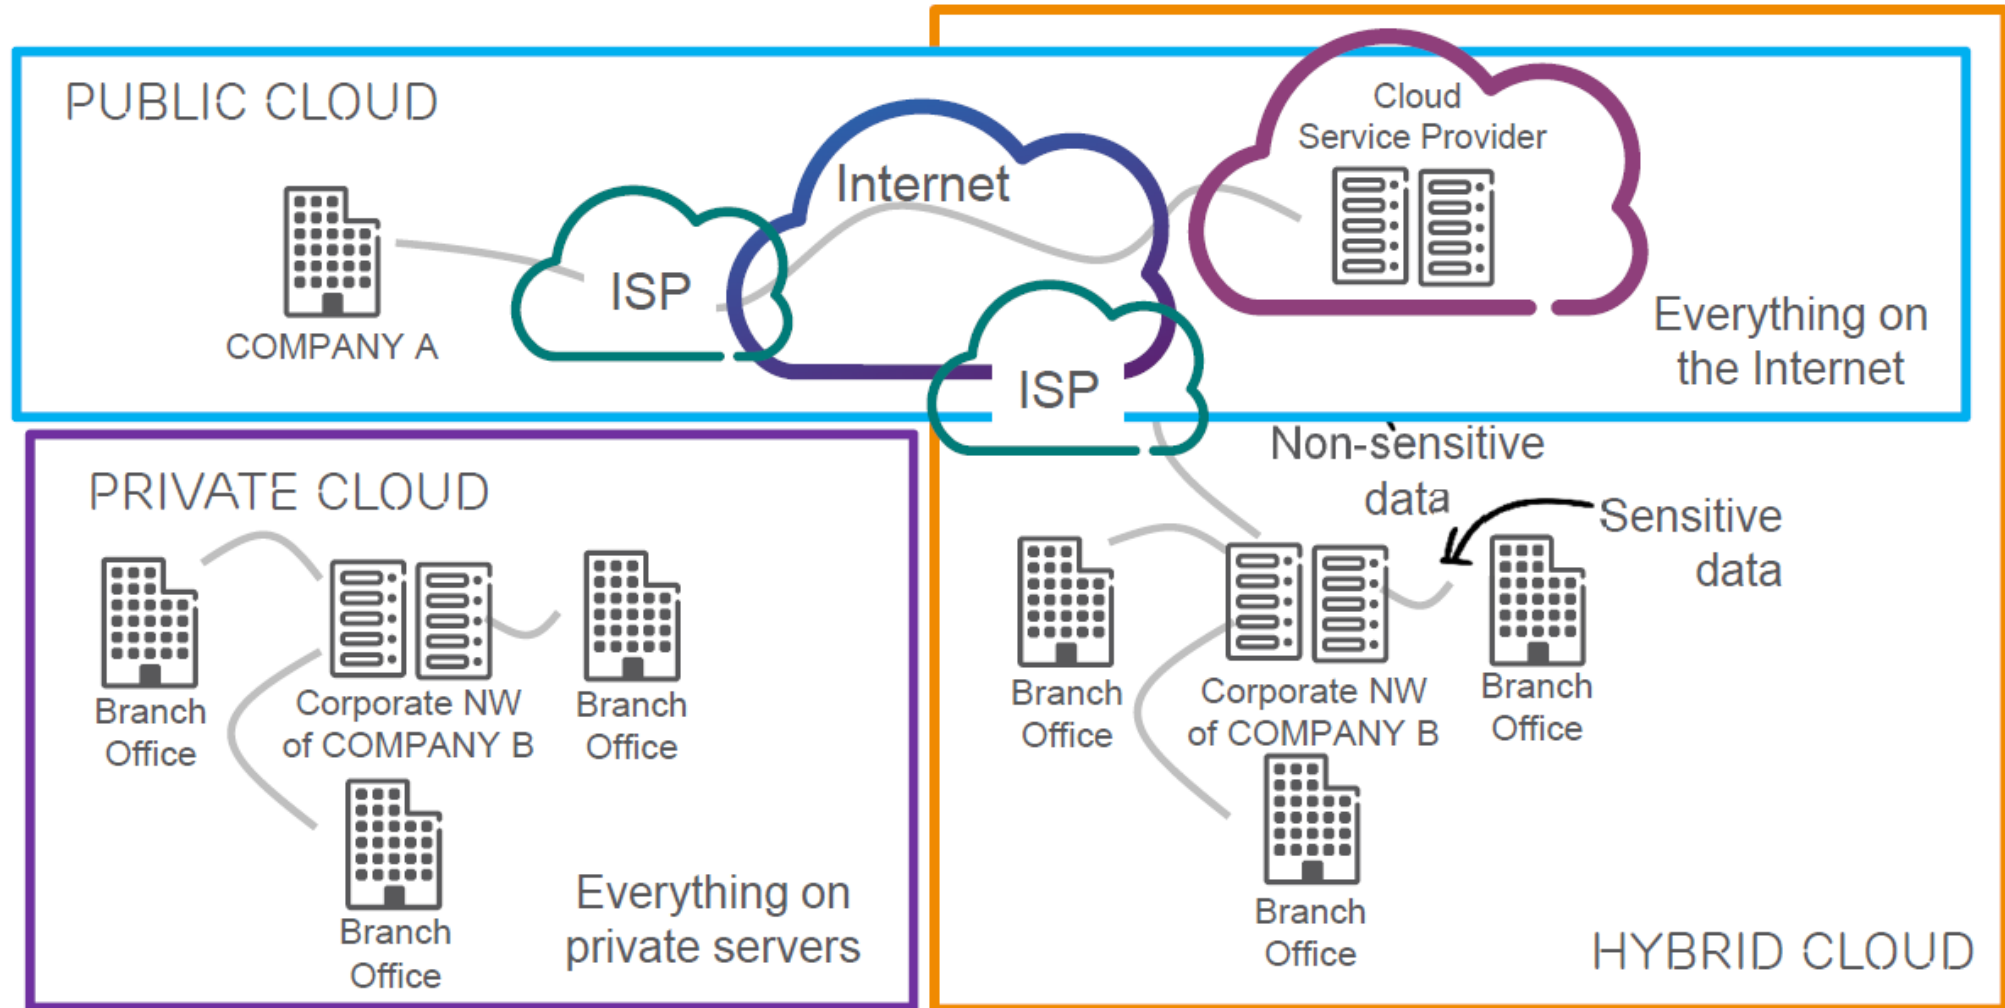 PUBLIC CLOUD
COMPANY A
ISP
Internet
ISP
Cloud
Service Provider
Everything on
the Internet
PRIVATE CLOUD
Branch
Office
Corporate NW
of COMPANY B
Branch
Office
Branch
Office
Everything on
private servers
Non-sensitive
data
Sensitive
data
Branch
Office
Corporate NW
of COMPANY B
Branch
Office
Branch
Office
HYBRID CLOUD